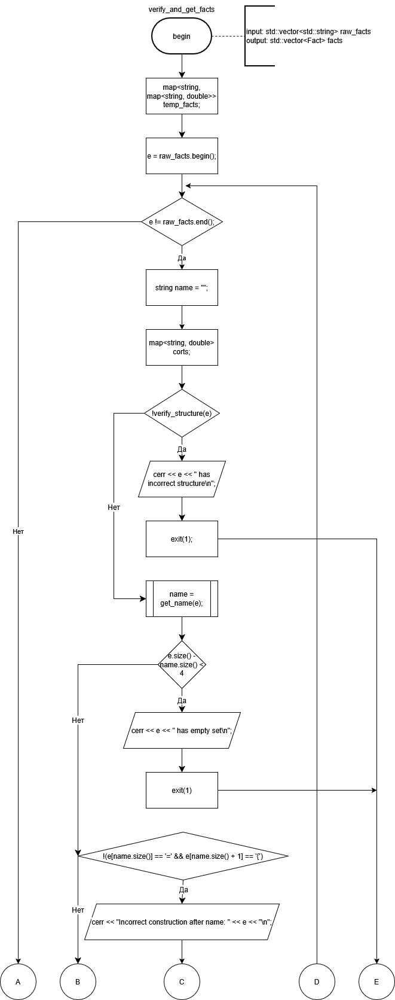 verify_and_get_facts
begin
input: std::vector<std::string> raw_facts
output: std::vector<Fact> facts
map<string,
map<string, double>>
temp_facts;
e = raw_facts.begin();
e != raw_facts.end();
Да
string name = "";
map<string, double>
corts;
!verify_structure(e)
Да
cerr << e << " has
incorrect structure\n";
Нет
Нет
exit(1);
name =
get_name(e);
e.size() -
name.size() <
4
Да
Нет
cerr << e << " has empty set\n";
exit(1)
!(e[name.size()] == '=' && e[name.size() + 1] == '{')
Да
Нет
cerr << "Incorrect construction after name: " << e << "\n";
A
B
C
D
E